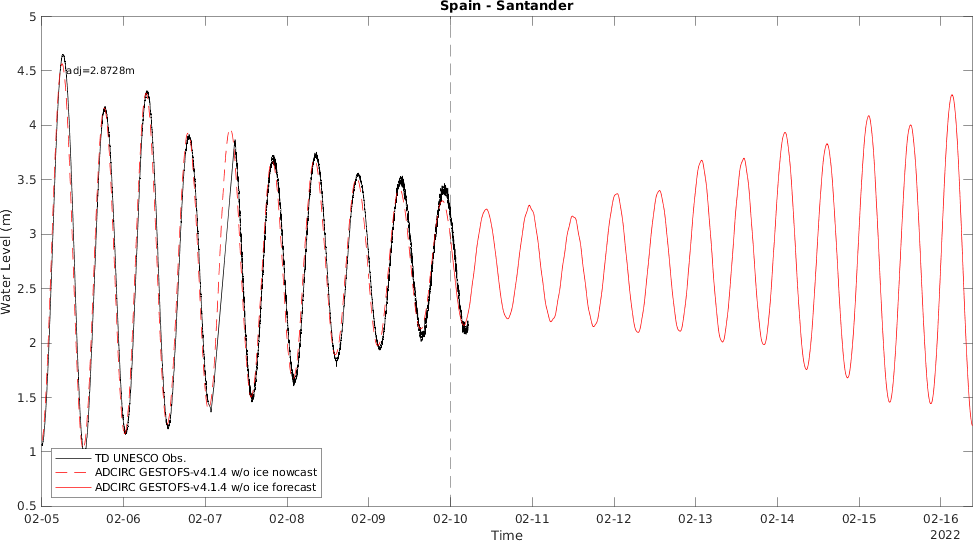 Spain - Santander
5
4.5
4
3.5
3
2.5
2
1.5
1
0.5
Water Level (m)
adj=2.8728m
TD UNESCO Obs.
ADCIRC GESTOFS-v4.1.4 w/o ice nowcast
ADCIRC GESTOFS-v4.1.4 w/o ice forecast
02-05 02-06 02-07 02-08 02-09 02-10 02-11 02-12 02-13 02-14 02-15 02-16
Time
2022